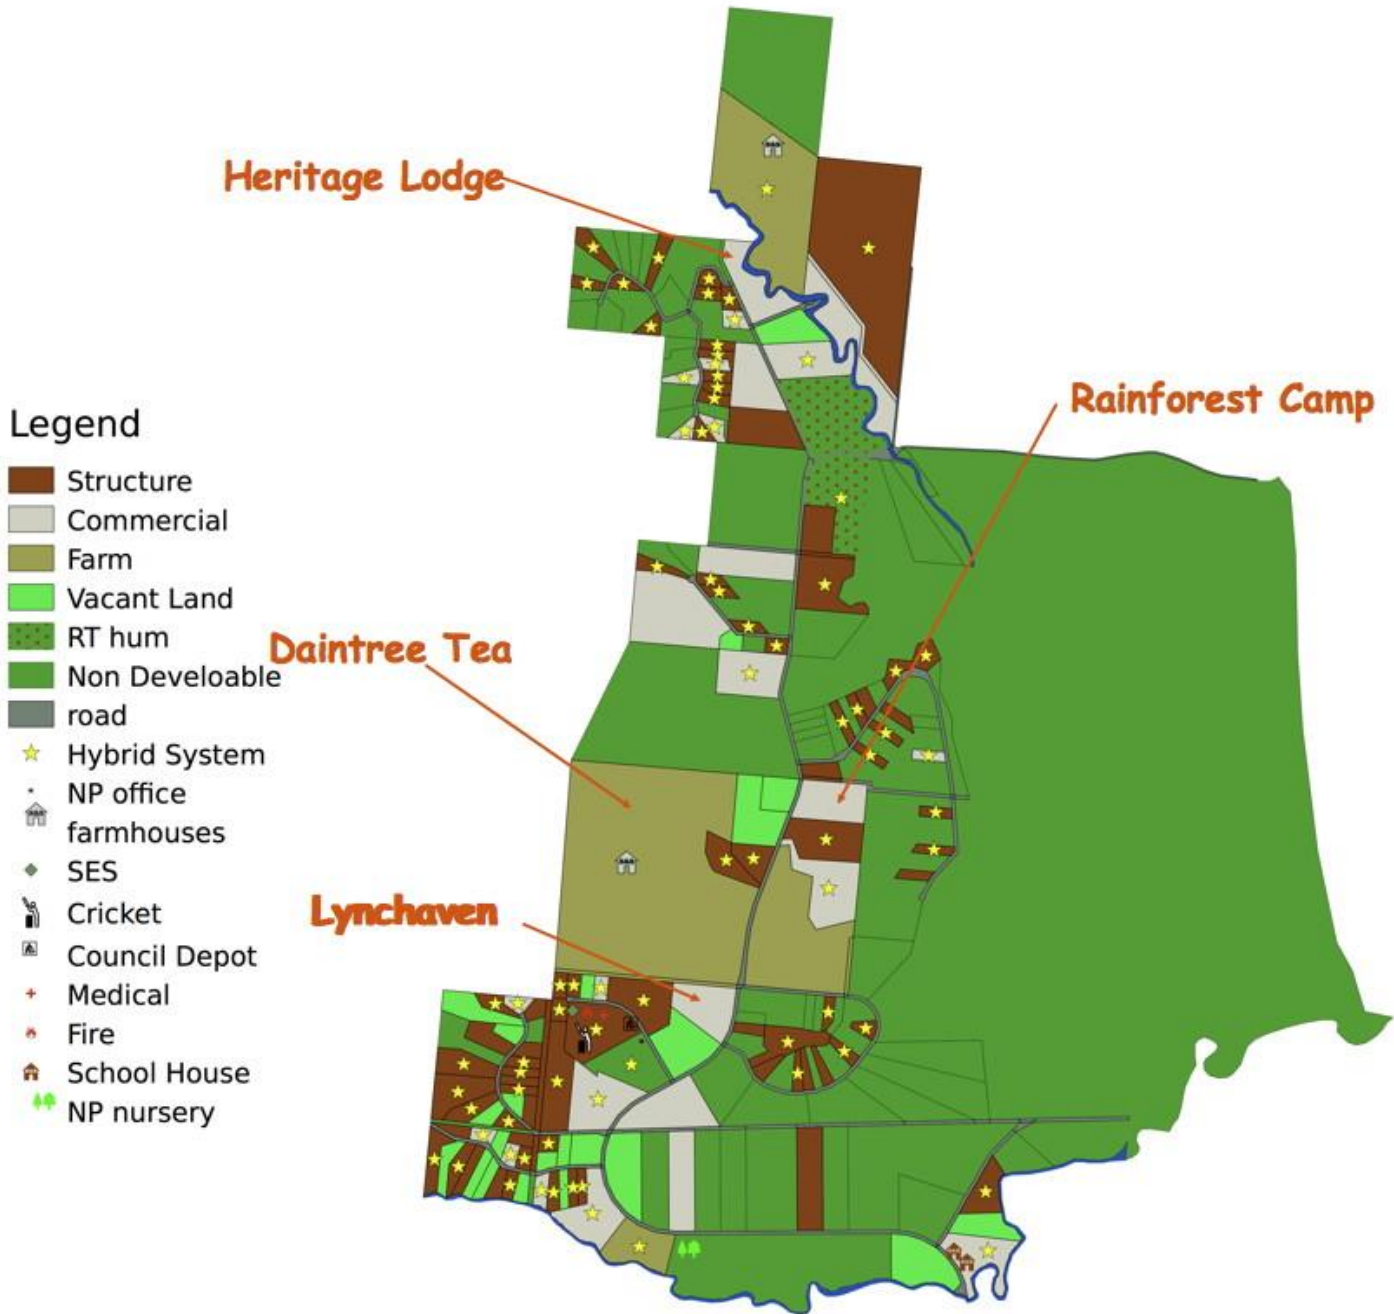 Heritage Lodge
Rainforest Camp
Legend
Structure
Commercial
Farm
Vacant Land
RT hum
Daintree Tea
Non Develoable
road
Hybrid System
NP office
farmhouses
Lynchaven
SES
Cricket
Council Depot
Medical
Fire
School House
NP nursery